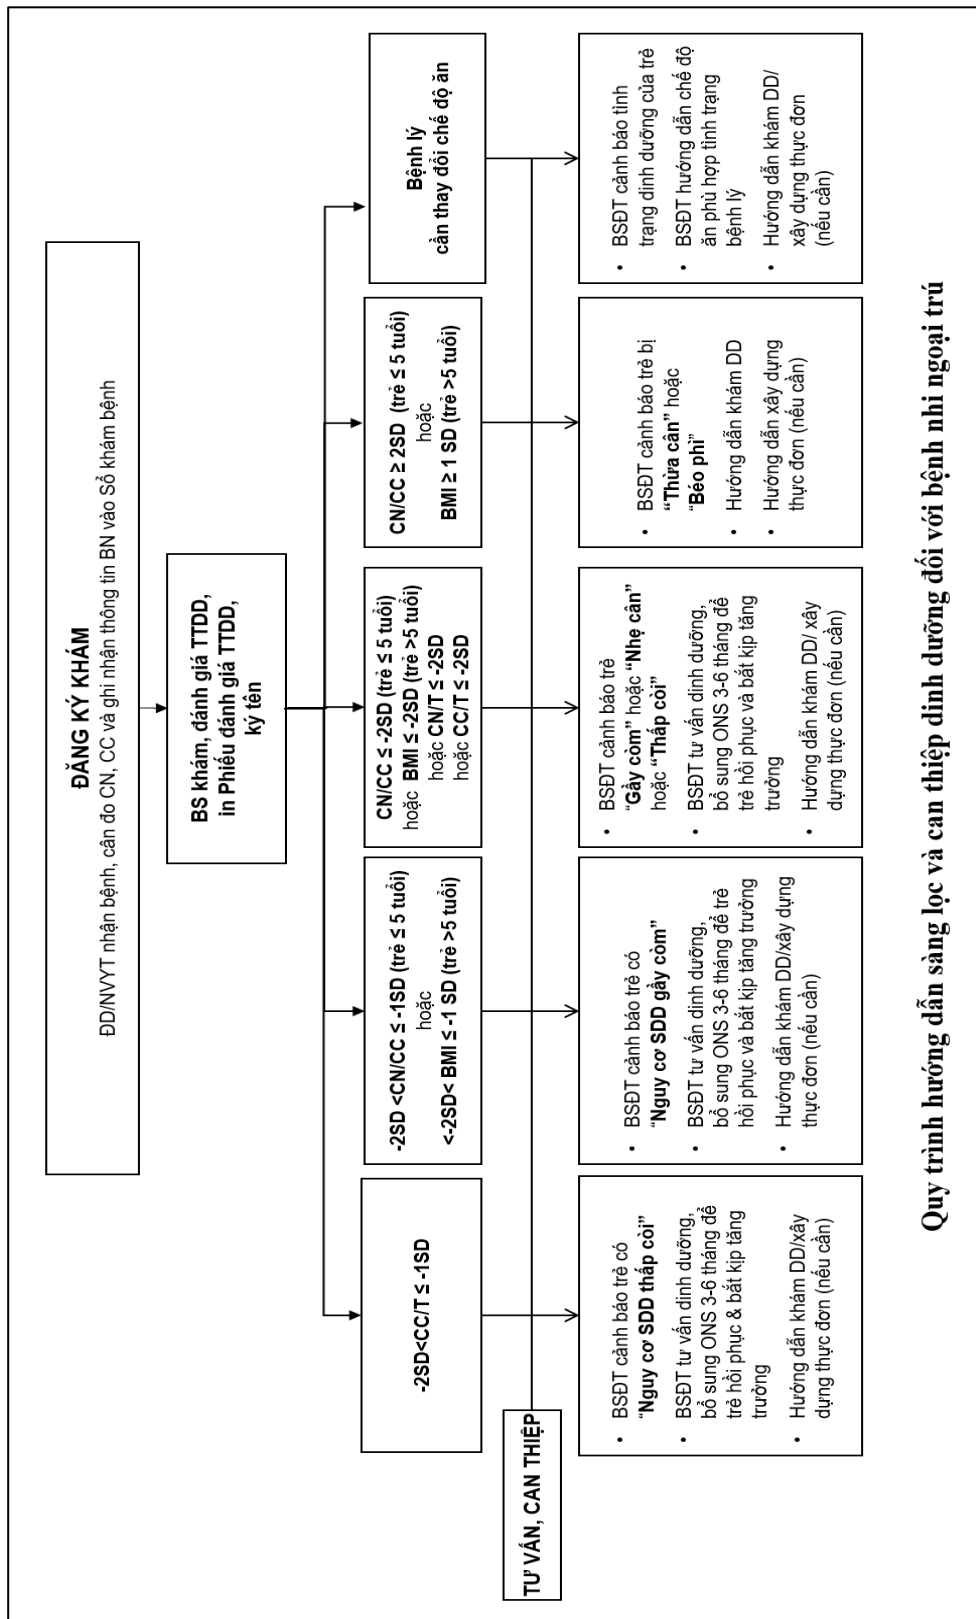 ĐĂNG KÝ KHÁM
ĐD/NVYT nhận bệnh, cân đo CN, CC và ghi nhận thông tin BN vào Sổ khám bệnh
BS khám, đánh giá TTDD,
in Phiếu đánh giá TTDD,
ký tên
-2SD<CC/T ≤ -1SD
-2SD <CN/CC ≤ -1SD (trẻ ≤ 5 tuổi)
hoặc
<-2SD< BMI ≤ -1 SD (trẻ >5 tuổi)
CN/CC ≤ -2SD (trẻ ≤ 5 tuổi)
hoặc BMI ≤ -2SD (trẻ >5 tuổi)
hoặc CN/T ≤ -2SD
hoặc CC/T ≤ -2SD
CN/CC ≥ 2SD (trẻ ≤ 5 tuổi)
hoặc
BMI ≥ 1 SD (trẻ >5 tuổi)
Bệnh lý
cần thay đổi chế độ ăn
TƯ VẤN, CAN THIỆP
• BSĐT cảnh báo trẻ có
"Nguy cơ SDD thấp còi"
• BSĐT tư vấn dinh dưỡng,
bổ sung ONS 3-6 tháng để
trẻ hồi phục & bắt kịp tăng
trưởng
• Hướng dẫn khám DD/xây
dựng thực đơn (nếu cần)
• BSĐT cảnh báo trẻ có
"Nguy cơ SDD gầy còm"
• BSĐT tư vấn dinh dưỡng,
bổ sung ONS 3-6 tháng để trẻ
hồi phục và bắt kịp tăng trưởng
• Hướng dẫn khám DD/xây dựng
thực đơn (nếu cần)
• BSĐT cảnh báo trẻ
"Gầy còm" hoặc "Nhẹ cân"
hoặc "Thấp còi"
• BSĐT tư vấn dinh dưỡng,
bổ sung ONS 3-6 tháng để
trẻ hồi phục và bắt kịp tăng
trưởng
• Hướng dẫn khám DD/ xây
dựng thực đơn (nếu cần)
• BSĐT cảnh báo trẻ bị
"Thừa cân" hoặc
"Béo phì"
• Hướng dẫn khám DD
• Hướng dẫn xây dựng
thực đơn (nếu cần)
• BSĐT cảnh báo tình
trạng dinh dưỡng của trẻ
• BSĐT hướng dẫn chế độ
ăn phù hợp tình trạng
bệnh lý
• Hướng dẫn khám DD/
xây dựng thực đơn
(nếu cần)
Quy trình hướng dẫn sàng lọc và can thiệp dinh dưỡng đối với bệnh nhi ngoại trú